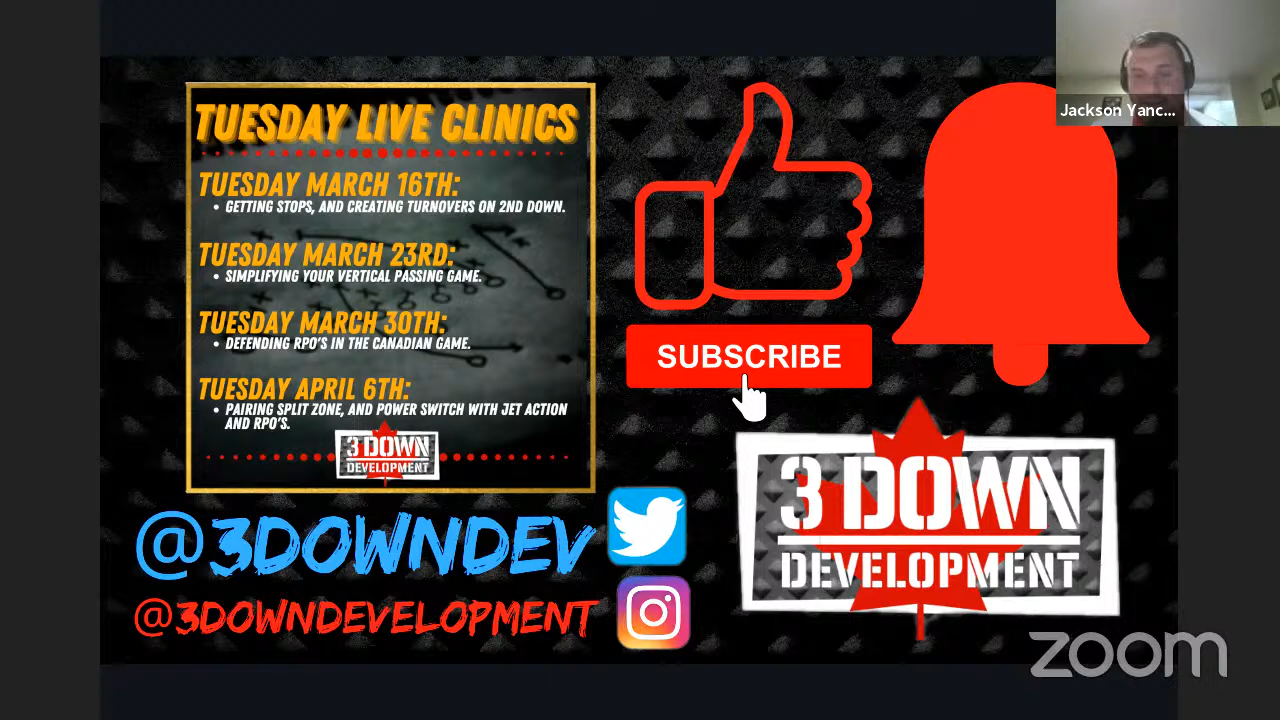 TUESDAY LIVE CLINICS
TUESDAY MARCH 16TH:
• GETTING STOPS, AND CREATING TURNOVERS ON 2ND DOWN.
TUESDAY MARCH 23RD:
• SIMPLIFYING YOUR VERTICAL PASSING GAME.
TUESDAY MARCH 30TH:
• DEFENDING RPO'S IN THE CANADIAN GAME.
TUESDAY APRIL 6TH:
• PAIRING SPLIT ZONE, AND POWER SWITCH WITH JET ACTION
AND RPO'S.
3 DOWN
DEVELOPMENT
@3DOWNDEV
@3DOWNDEVELOPMENT
SUBSCRIBE
3 DOWN
DEVELOPMENT
Jackson Yanc...
zoom